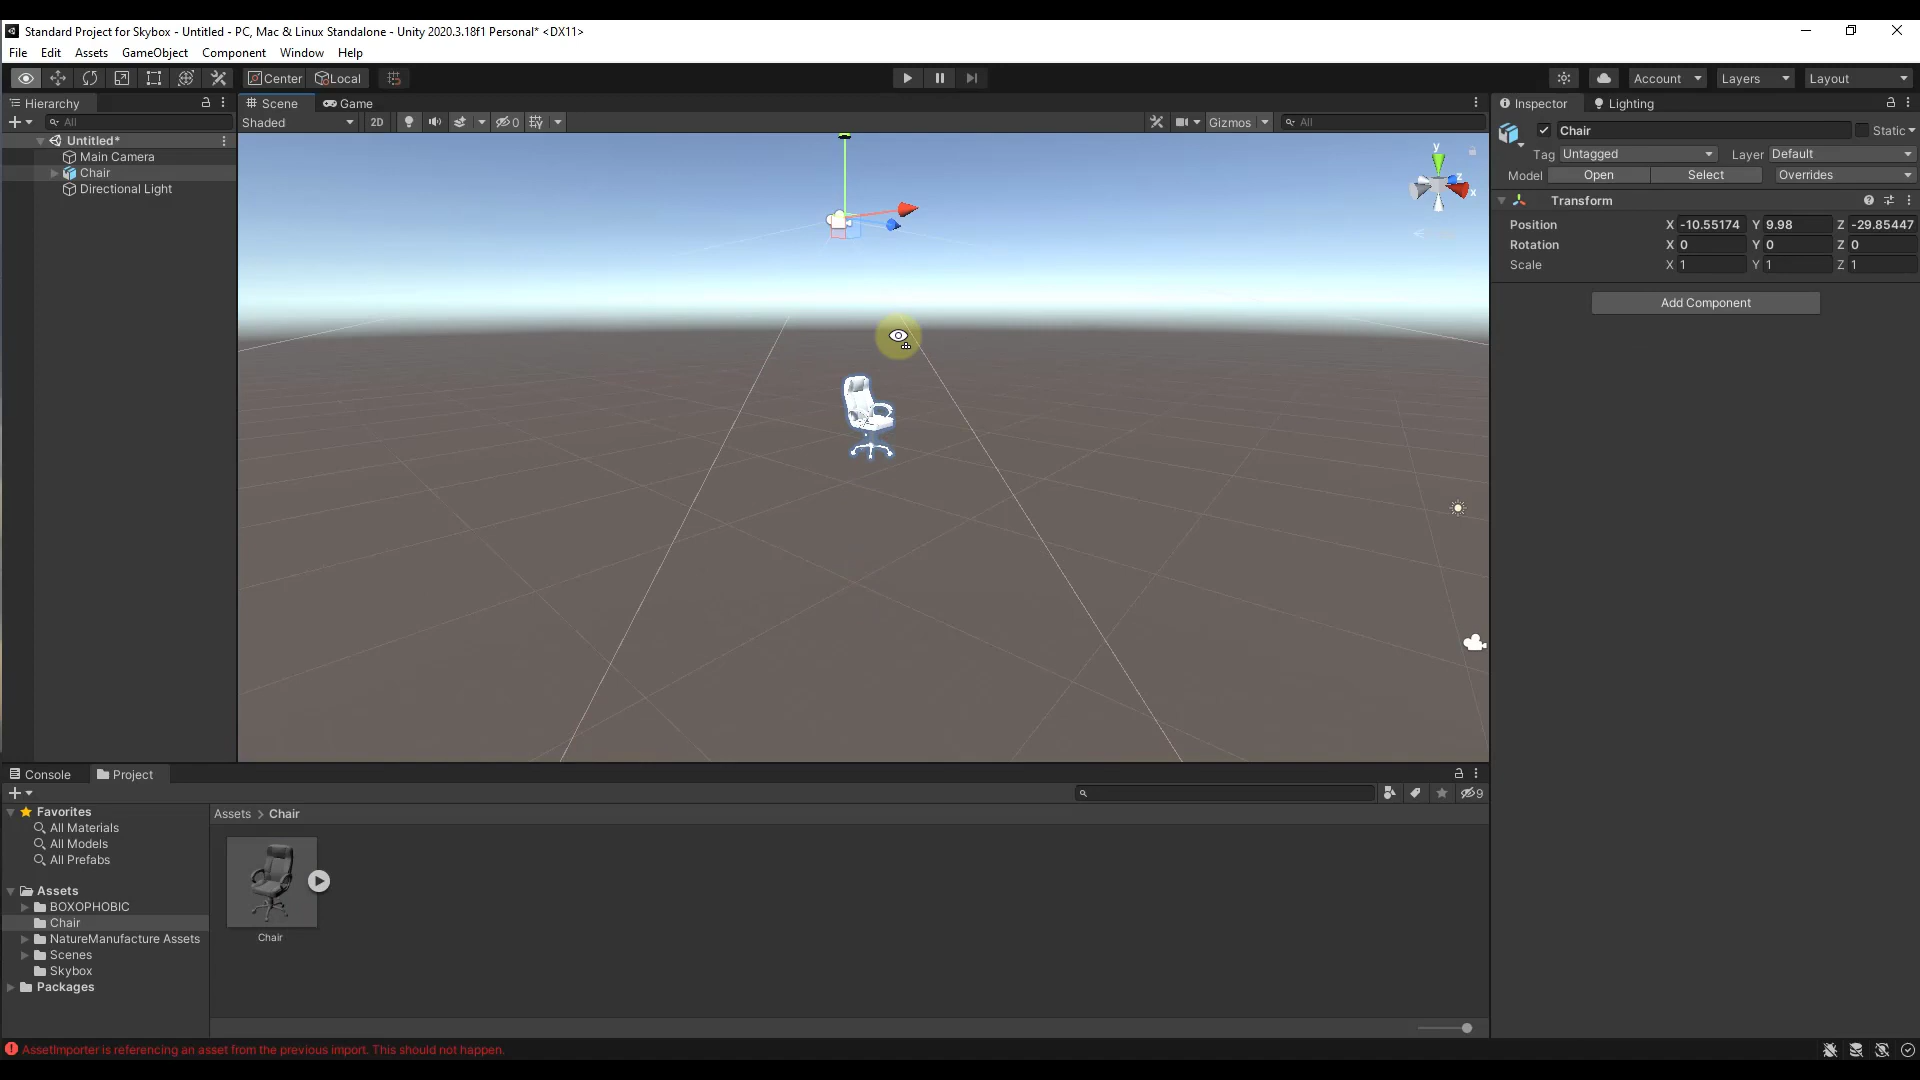 Standard Project for Skybox - Untitled - PC, Mac & Linux Standalone - Unity 2020.3.18f1 Personal* <DX11>
File Edit Assets GameObject Component Window Help
Center Local
Account Layers Layout
Hierarchy
All
Untitled*
Main Camera
Chair
Directional Light
Scene Game
Shaded 2D 0 Gizmos All
y
z
x
Inspector Lighting
Chair Static
Tag Untagged Layer Default
Model Open Select Overrides
Transform
Position X -10.55174 Y 9.98 Z -29.85447
Rotation X 0 Y 0 Z 0
Scale X 1 Y 1 Z 1
Add Component
Console Project
9
Favorites
All Materials
All Models
All Prefabs
Assets
BOXOPHOBIC
Chair
NatureManufacture Assets
Scenes
Skybox
Packages
Assets > Chair
Chair
AssetImporter is referencing an asset from the previous import. This should not happen.